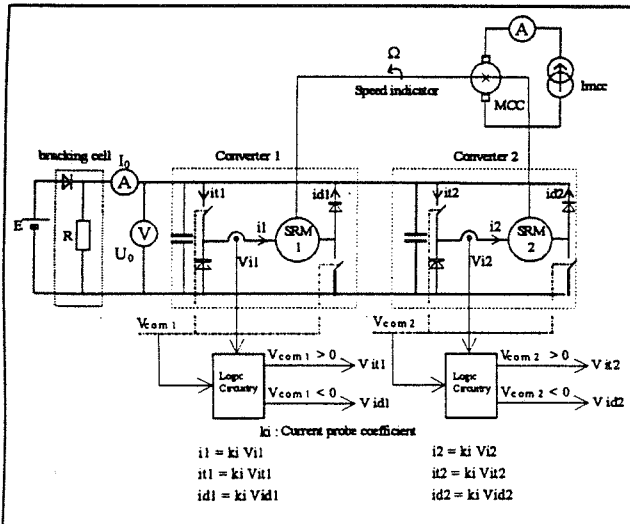 A
Ω
Speed indicator
MCC
Imcc
bracking cell
I₀
Converter 1
Converter 2
A
it1
id1
it2
id2
E
R
V
U₀
i1
SRM
1
i2
SRM
2
Vi1
Vi2
Vcom 1
Vcom 2
Logic
Circuitry
Vcom 1 > 0
Vit1
Vcom 1 < 0
Vid1
Logic
Circuitry
Vcom 2 > 0
Vit2
Vcom 2 < 0
Vid2
ki : Current probe coefficient
i1 = ki Vi1
i2 = ki Vi2
it1 = ki Vit1
it2 = ki Vit2
id1 = ki Vid1
id2 = ki Vid2